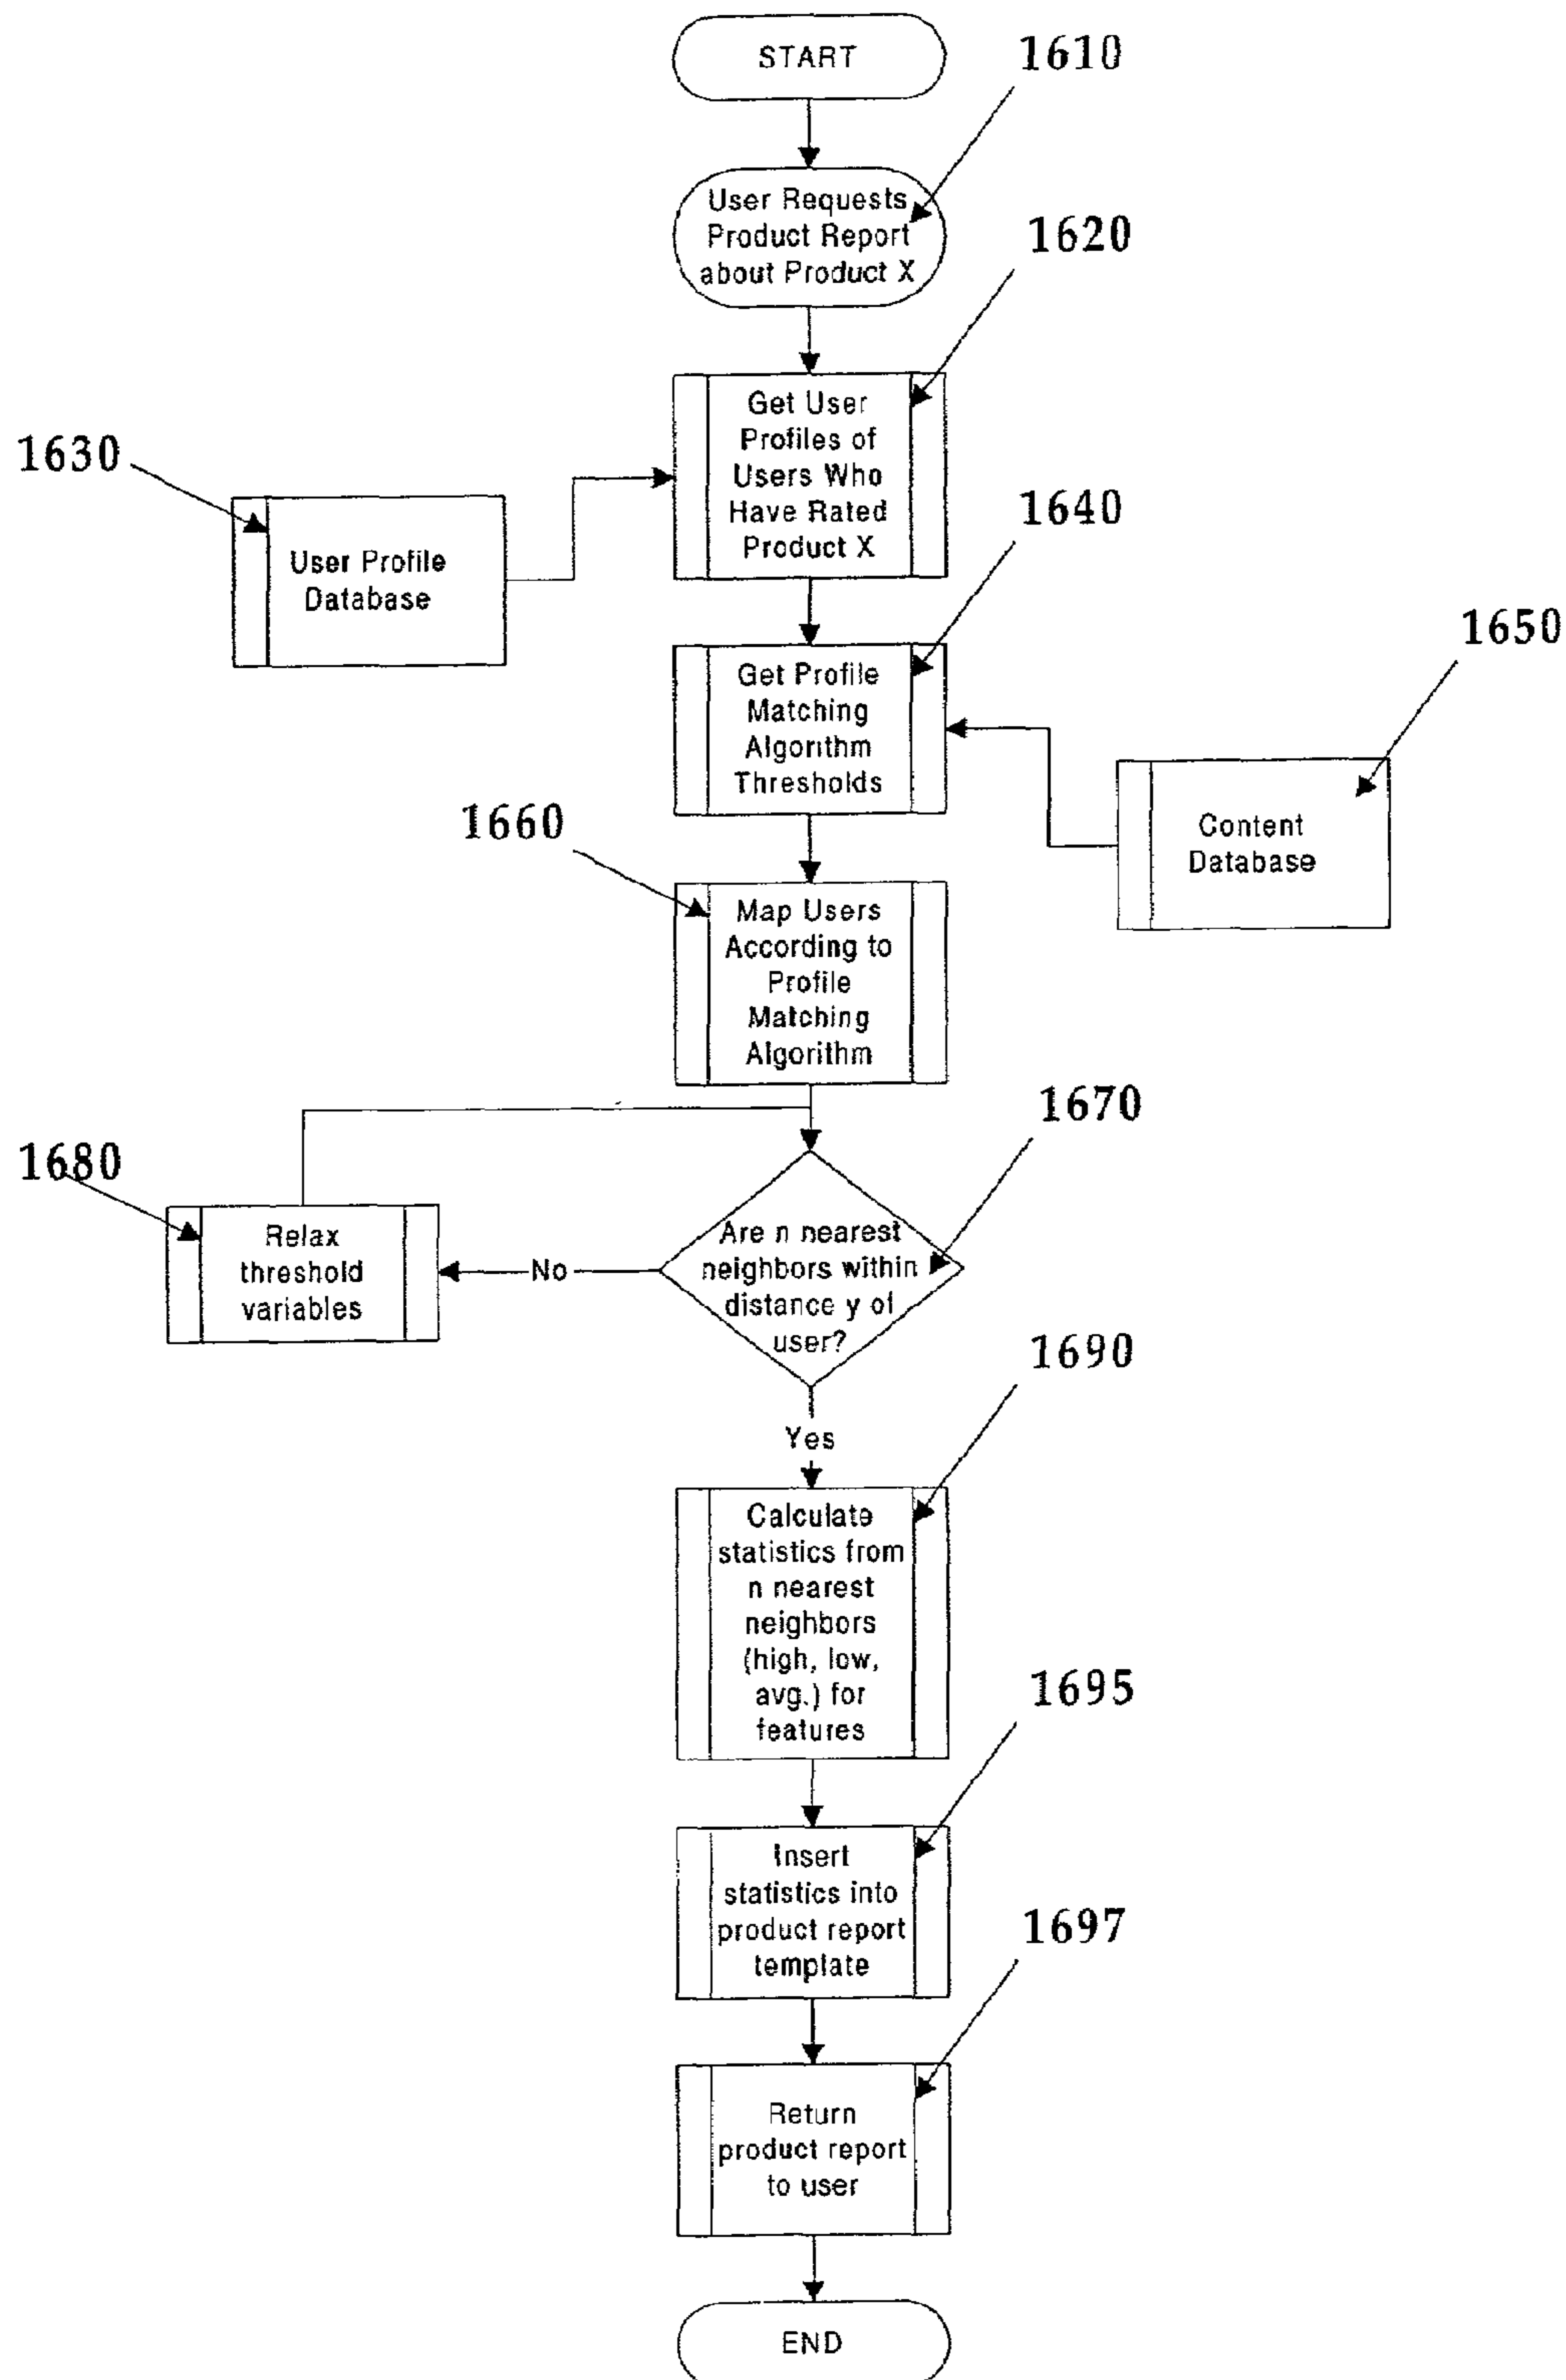 START
1610
User Requests
Product Report
about Product X
1620
Get User
Profiles of
Users Who
Have Rated
Product X
1630
User Profile
Database
1640
Get Profile
Matching
Algorithm
Thresholds
1650
Content
Database
1660
Map Users
According to
Profile
Matching
Algorithm
1670
Are n nearest
neighbors within
distance y of
user?
No
1680
Relax
threshold
variables
Yes
1690
Calculate
statistics from
n nearest
neighbors
(high, low,
avg.) for
features
1695
Insert
statistics into
product report
template
1697
Return
product report
to user
END